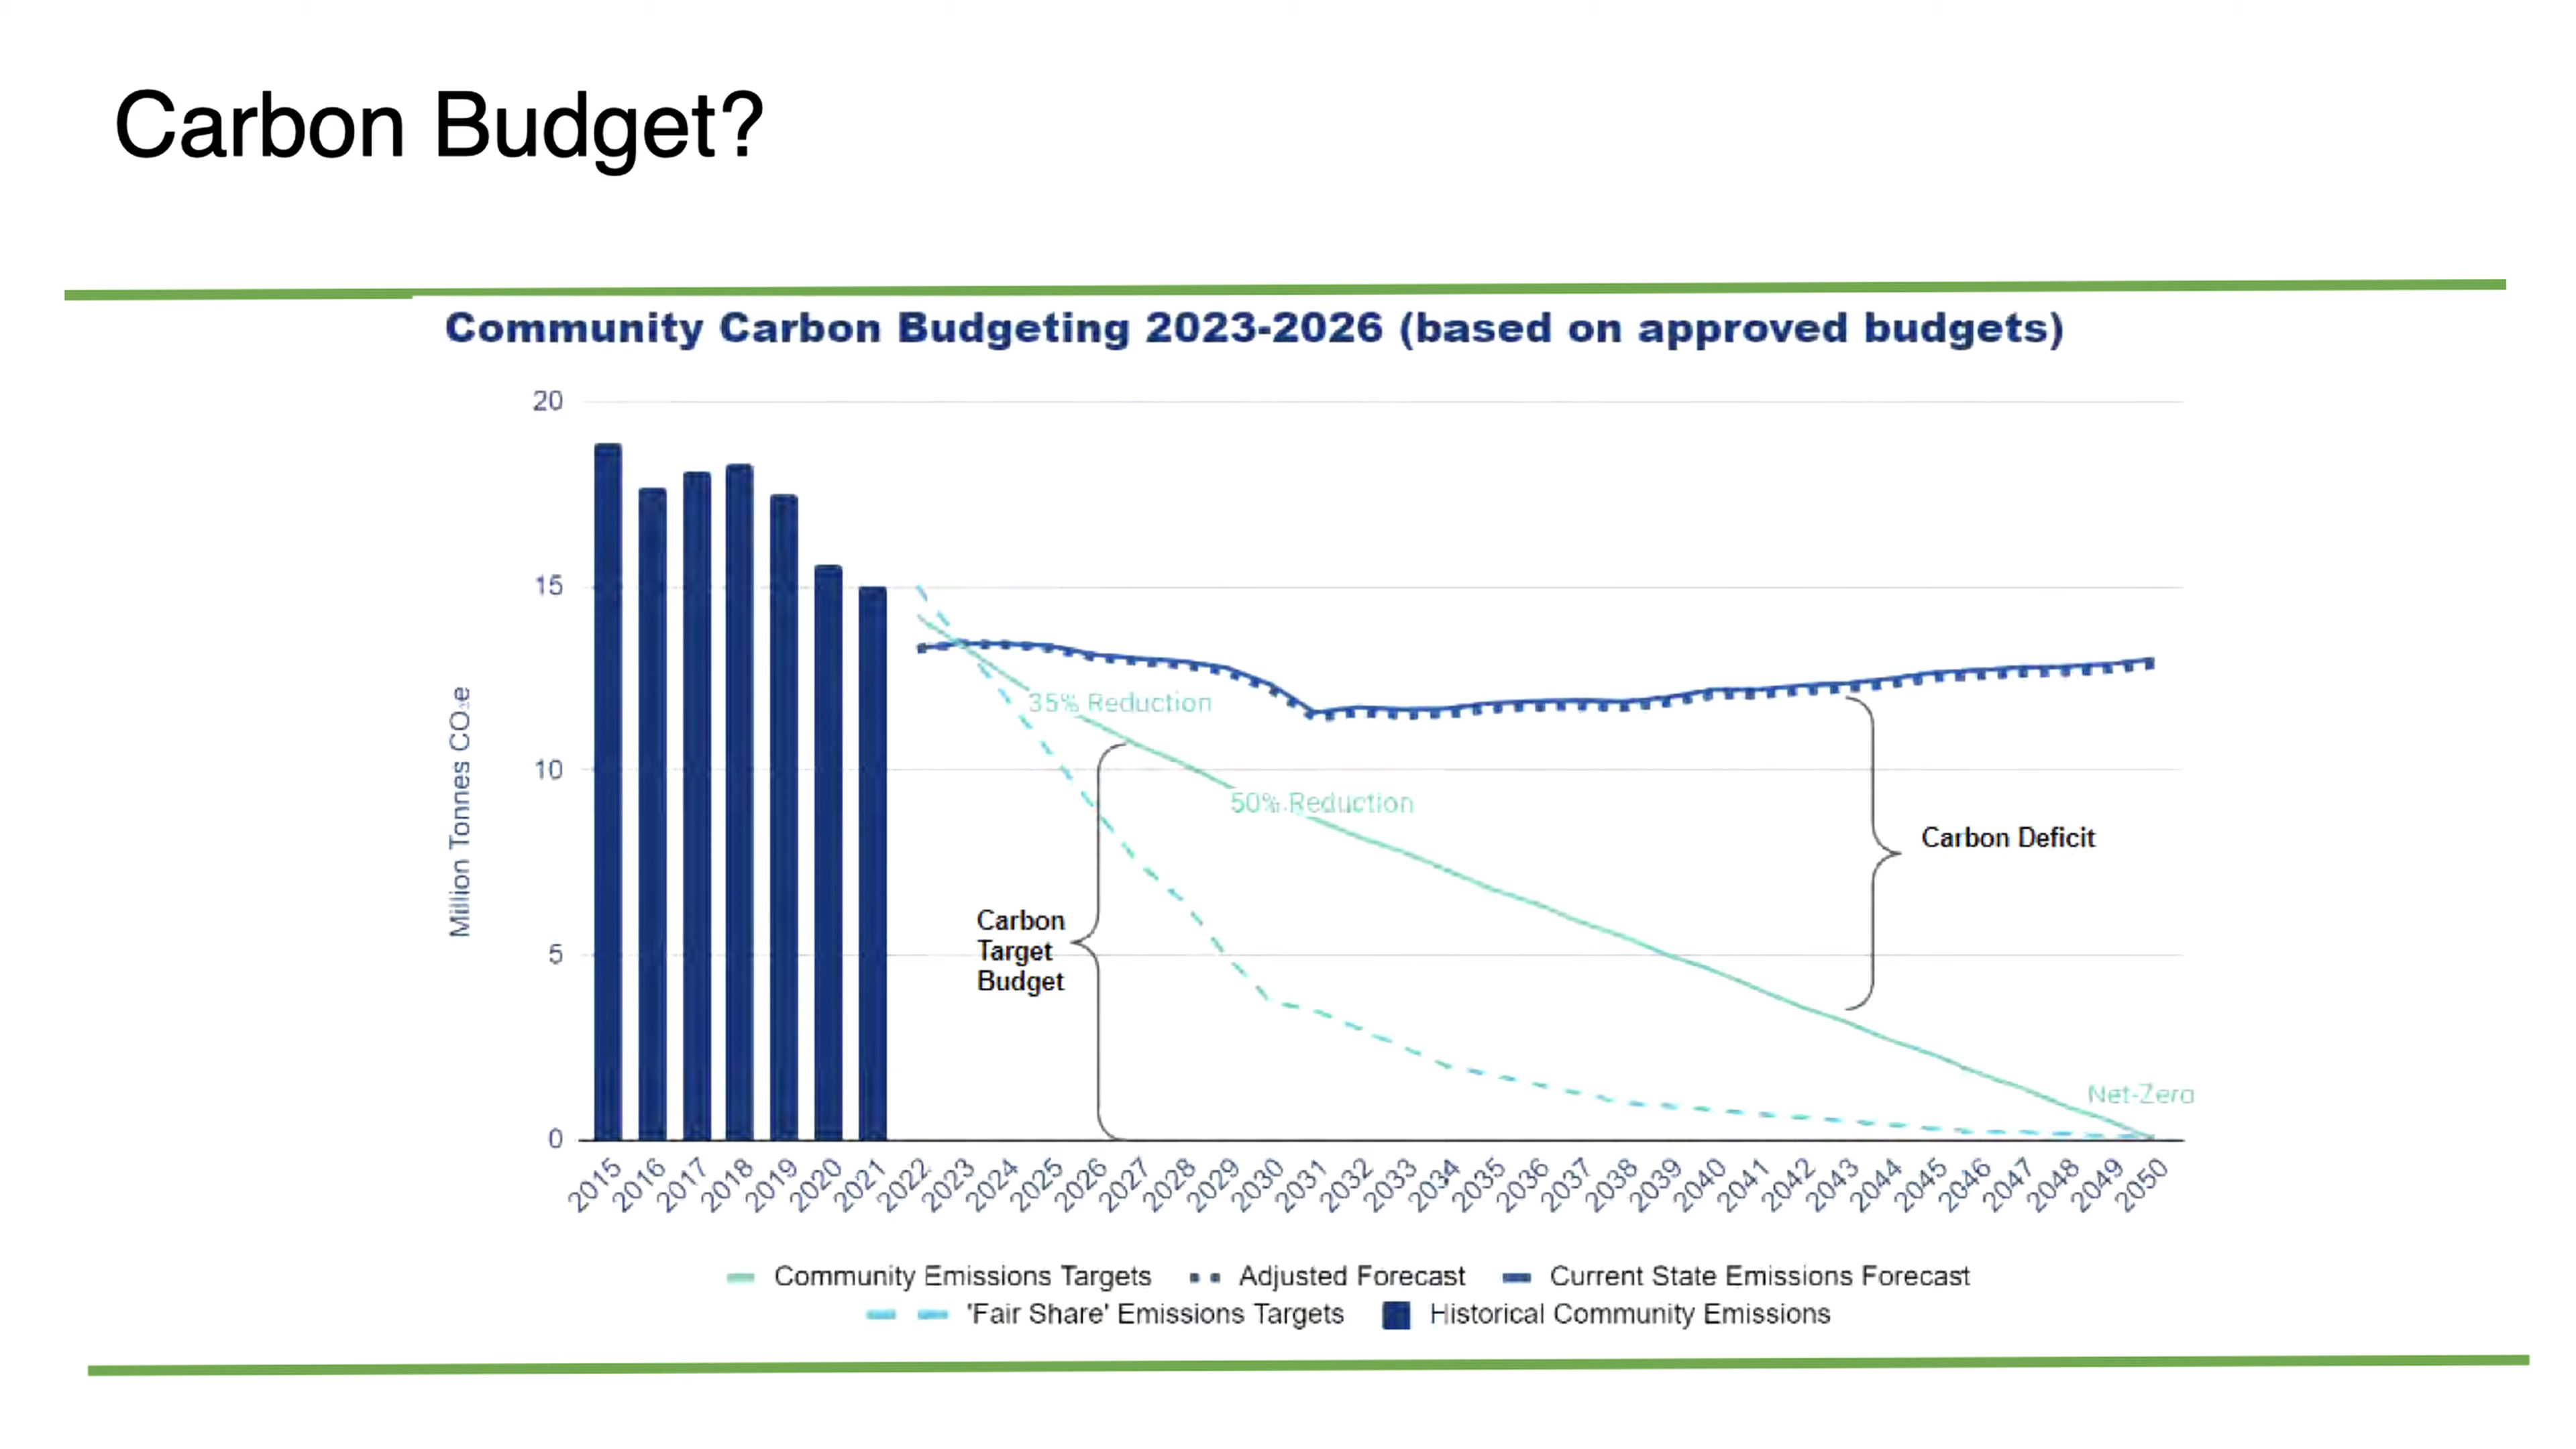 Carbon Budget?
Community Carbon Budgeting 2023-2026 (based on approved budgets)
20
15
10
5
0
Million Tonnes CO₂e
35% Reduction
50% Reduction
Carbon
Target
Budget
Carbon Deficit
Net-Zero
2015 2016 2017 2018 2019 2020 2021 2022 2023 2024 2025 2026 2027 2028 2029 2030 2031 2032 2033 2034 2035 2036 2037 2038 2039 2040 2041 2042 2043 2044 2045 2046 2047 2048 2049 2050
Community Emissions Targets Adjusted Forecast Current State Emissions Forecast
'Fair Share' Emissions Targets Historical Community Emissions